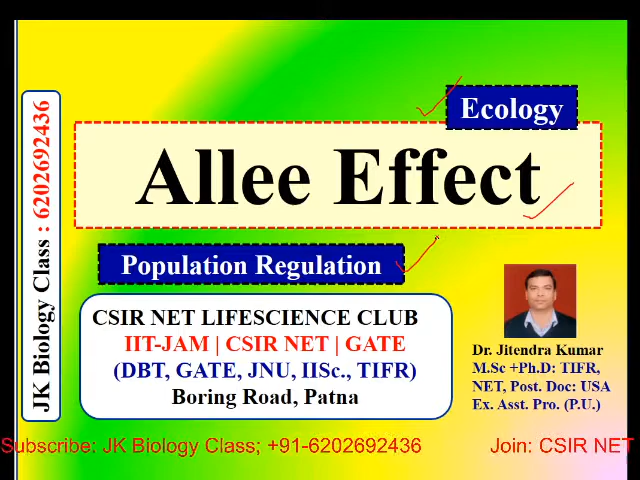 Ecology
Allee Effect
Population Regulation
JK Biology Class : 6202692436
CSIR NET LIFESCIENCE CLUB
IIT-JAM | CSIR NET | GATE
(DBT, GATE, JNU, IISc., TIFR)
Boring Road, Patna
Dr. Jitendra Kumar
M.Sc +Ph.D: TIFR,
NET, Post. Doc: USA
Ex. Asst. Pro. (P.U.)
Subscribe: JK Biology Class; +91-6202692436 Join: CSIR NET